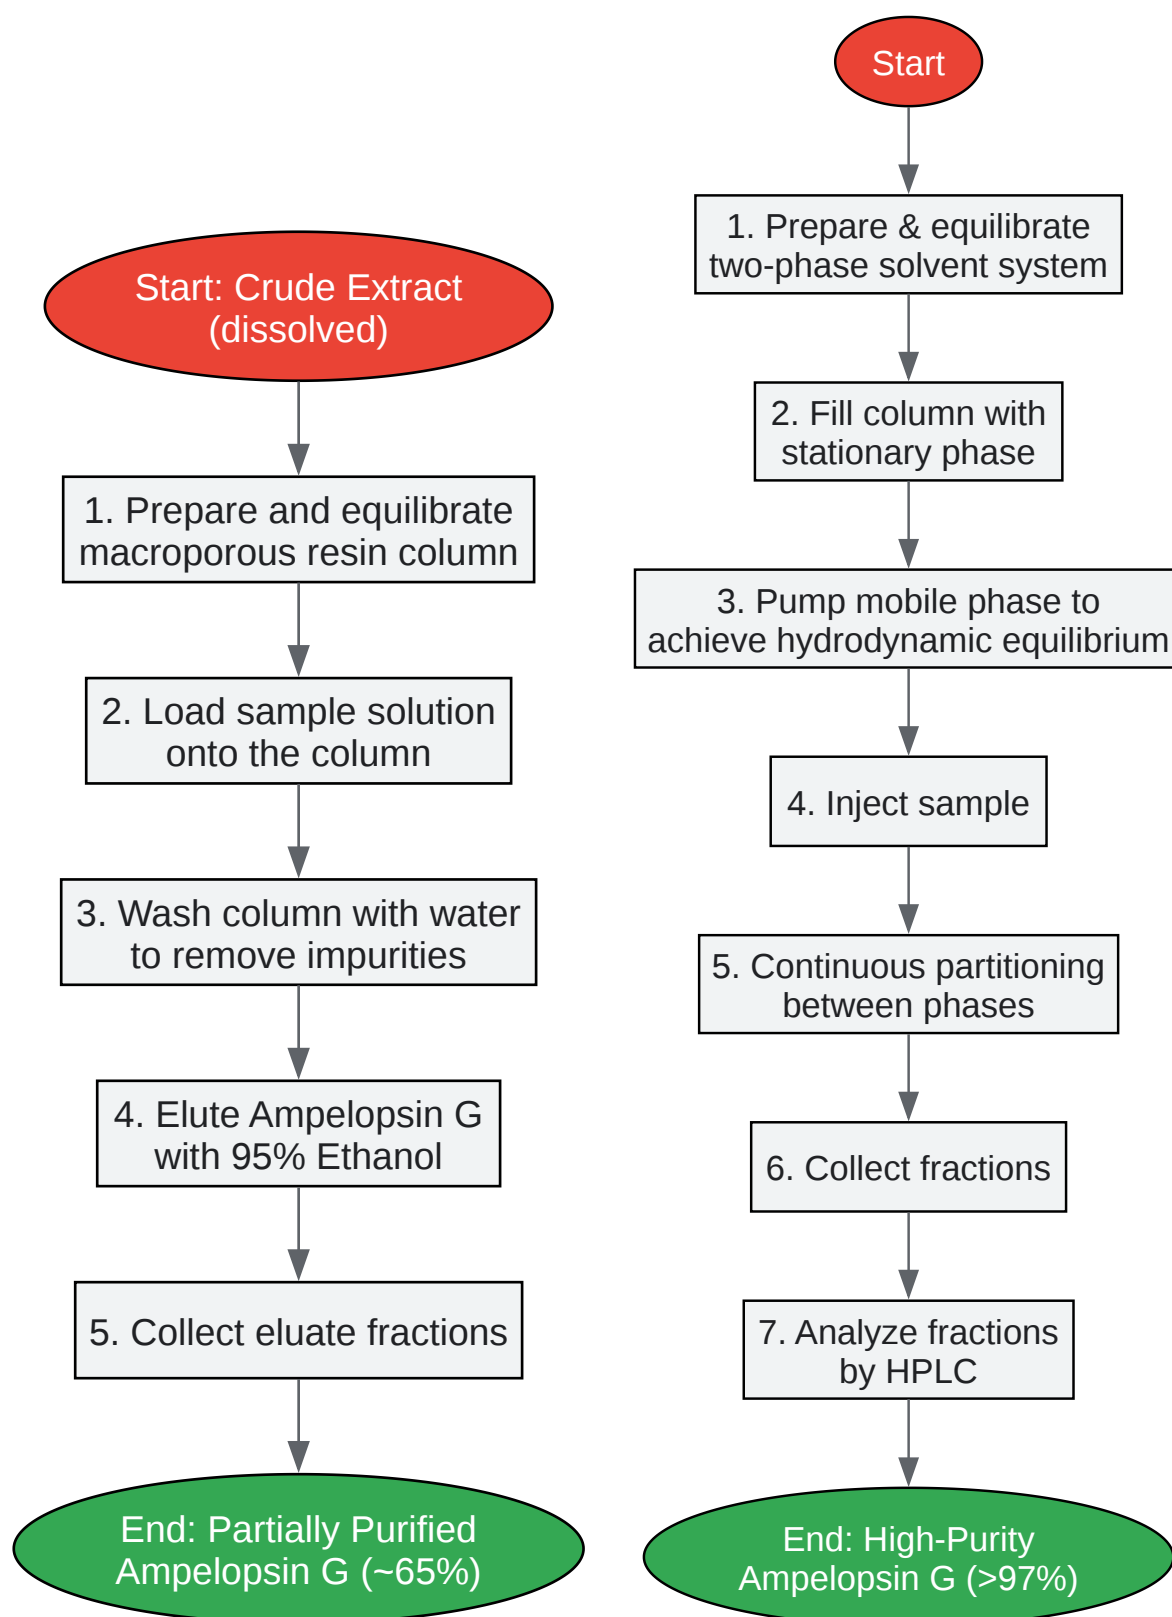 Start: Crude Extract
(dissolved)
1. Prepare and equilibrate
macroporous resin column
2. Load sample solution
onto the column
3. Wash column with water
to remove impurities
4. Elute Ampelopsin G
with 95% Ethanol
5. Collect eluate fractions
End: Partially Purified
Ampelopsin G (~65%)
Start
1. Prepare & equilibrate
two-phase solvent system
2. Fill column with
stationary phase
3. Pump mobile phase to
achieve hydrodynamic equilibrium
4. Inject sample
5. Continuous partitioning
between phases
6. Collect fractions
7. Analyze fractions
by HPLC
End: High-Purity
Ampelopsin G (>97%)